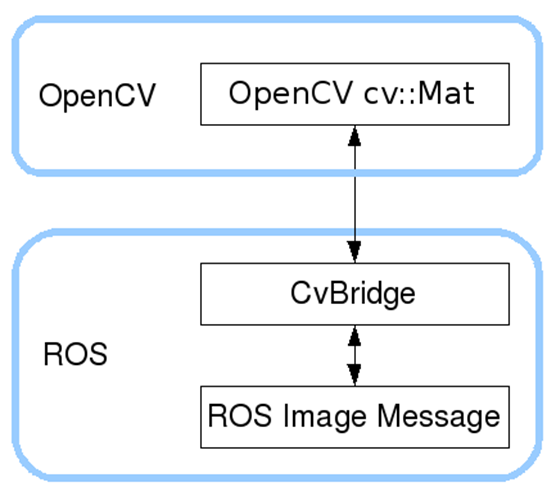 OpenCV
OpenCV cv::Mat
CvBridge
ROS
ROS Image Message